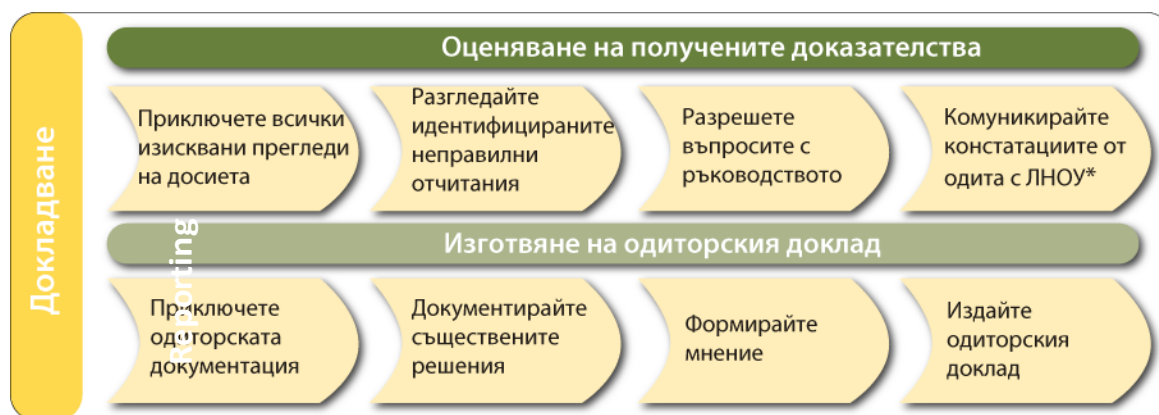 Докладване
Оценяване на получените доказателства
Приключете всички
изисквани прегледи
на досиета
Разгледайте
идентифицираните
неправилни
отчитания
Разрешете
въпросите с
ръководството
Комуникирайте
констатациите от
одита с ЛНОУ*
Reporting
Изготвяне на одиторския доклад
Приключете
одиторската
документация
Документирайте
съществените
решения
Формирайте
мнение
Издайте
одиторския
доклад